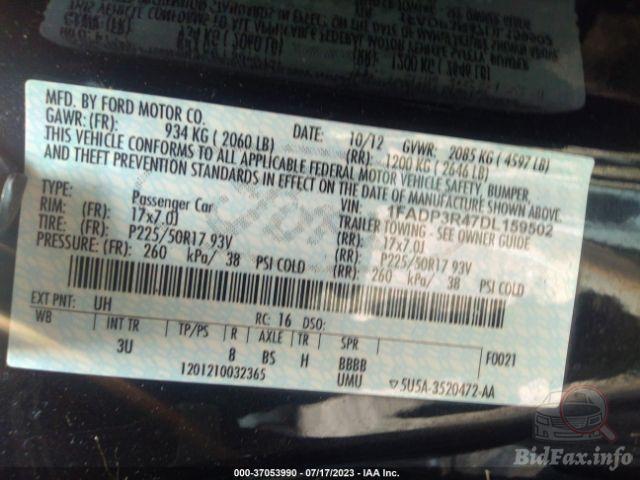 MFD. BY FORD MOTOR CO.
DATE: 10/12 GVWR: 2085 KG ( 4597 LB)
GAWR: (FR): 934 KG ( 2060 LB) (RR): 1200 KG ( 2646 LB)
THIS VEHICLE CONFORMS TO ALL APPLICABLE FEDERAL MOTOR VEHICLE SAFETY, BUMPER,
AND THEFT PREVENTION STANDARDS IN EFFECT ON THE DATE OF MANUFACTURE SHOWN ABOVE.
VIN: 1FADP3R47DL159502
TYPE: Passenger Car TRAILER TOWING - SEE OWNER GUIDE
RIM: (FR): 17x7.0J (RR): 17x7.0J
(FR): P225/50R17 93V (RR): P225/50R17 93V
PRESSURE: (FR): 260 kPa/ 38 PSI COLD (RR): 260 kPa/ 38 PSI COLD
EXT PNT: UH RC: 16 DSO:
WB INT TR TP/PS R AXLE TR SPR F0021
3U 8 BS H BBBB
1201210032365 UMU 5U5A-3520472-AA
000-37053990 - 07/17/2023 - IAA Inc.
BidFax.info